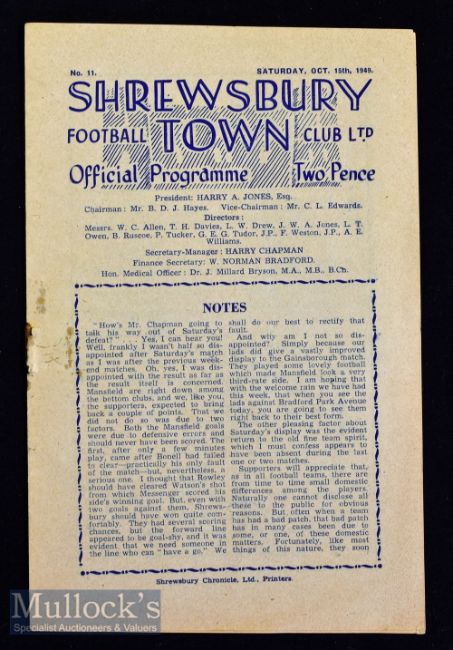 No. 11.
SATURDAY, OCT. 15th, 1949.
SHREWSBURY
FOOTBALL TOWN CLUB LTD
Official Programme Two Pence
President: HARRY A. JONES, Esq.
Chairman: Mr. B. D. J. Hayes. Vice-Chairman: Mr. C. L. Edwards.
Directors:
Messrs. W. C. Allen, T. H. Davies, L. W. Drew, J. W. A. Jones, L. T.
Owen, B. Ruscoe, P. Tucker, G. E. G. Tudor, J.P., F. Weston, J.P., A. E.
Williams.
Secretary-Manager: HARRY CHAPMAN
Finance Secretary: W. NORMAN BRADFORD.
Hon. Medical Officer: Dr. J. Millard Bryson, M.A., M.B., B.Ch.
NOTES
"How's Mr. Chapman going to
talk his way out of Saturday's
defeat?" . . . Yes, I can hear you!
Well, frankly I wasn't half so dis-
appointed after Saturday's match
as I was after the previous week-
end matches. Oh, yes, I was dis-
appointed with the result as far as
the result itself is concerned.
Mansfield are right down among
the bottom clubs, and we, like you,
the supporters, expected to bring
back a couple of points. That we
did not do so was due to two
factors. Both the Mansfield goals
were due to defensive errors and
should never have been scored. The
first, after only a few minutes
play, came after Bonell had failed
to clear—practically his only fault
of the match—but, nevertheless, a
serious one. I thought that Rowley
should have cleared Watson's shot
from which Messenger scored his
side's winning goal. But, even with
two goals against them, Shrews-
bury should have won quite com-
fortably. They had several scoring
chances, but the forward line
appeared to be goal-shy, and it was
evident that we need someone in
the line who can "have a go." We
shall do our best to rectify that
fault.
And why am I not so dis-
appointed? Simply because our
lads did give a vastly improved
display to the Gainsborough match.
They played some lovely football
which made Mansfield look a very
third-rate side. I am hoping that
with the welcome rain we have had
this week, that when you see the
lads against Bradford Park Avenue
today, you are going to see them
right back to their best form.
The other pleasing factor about
Saturday's display was the evident
return to the old fine team spirit,
which I must confess appears to
have been absent during the last
one or two matches.
Supporters will appreciate that,
as in all football teams, there are
from time to time small domestic
differences among the players.
Naturally one cannot disclose all
these to the public for obvious
reasons. But often when a team
has had a bad patch, that bad patch
has in many cases been due to
some, or one, of these domestic
matters. Fortunately, like most
things of this nature, they soon
Shrewsbury Chronicle, Ltd., Printers.
Mullock's
Specialist Auctioneers & Valuers